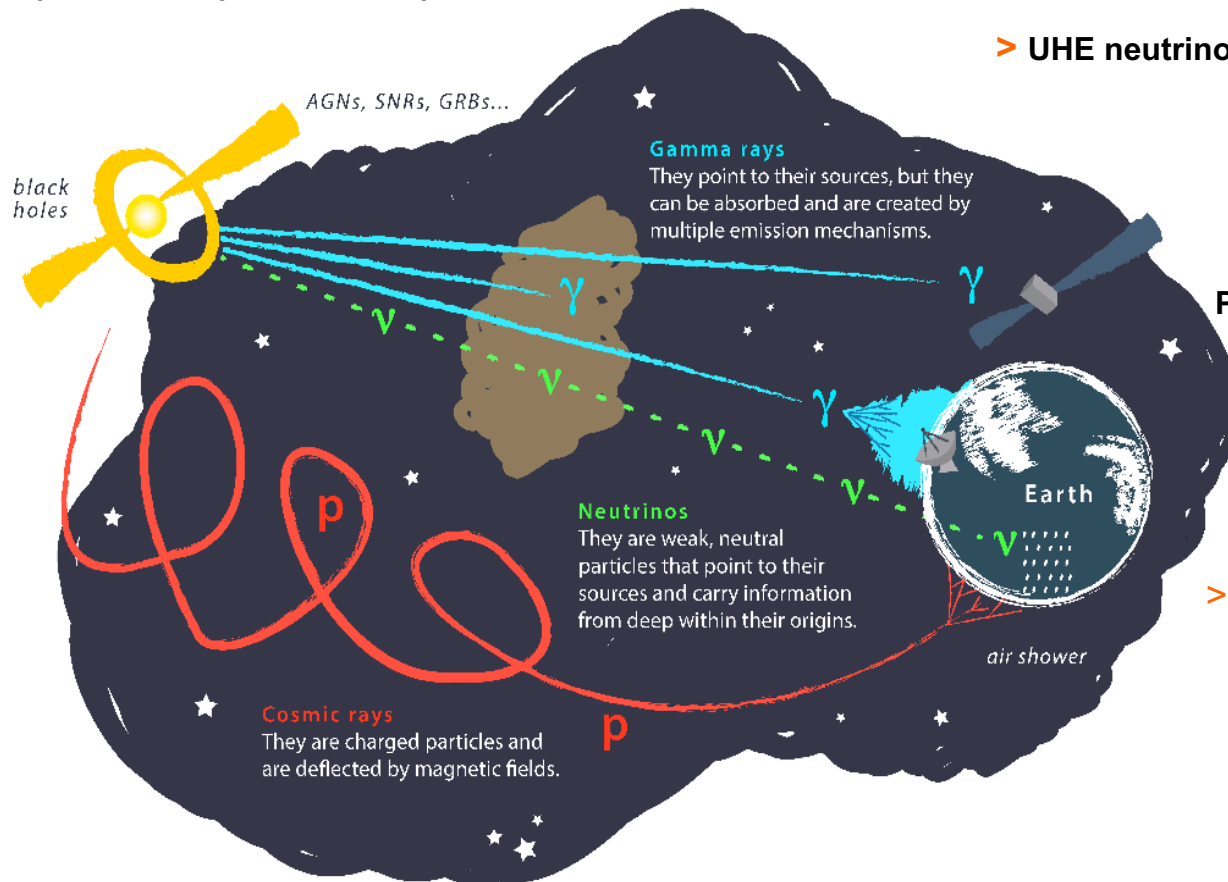 > UHE neutrino
AGNs, SNRs, GRBs...
black
holes
Gamma rays
They point to their sources, but they
can be absorbed and are created by
multiple emission mechanisms.
γ
γ
P
ν
ν
γ
ν
ν
Earth
ν
p
Neutrinos
They are weak, neutral
particles that point to their
sources and carry information
from deep within their origins.
>
air shower
Cosmic rays
They are charged particles and
are deflected by magnetic fields.
p